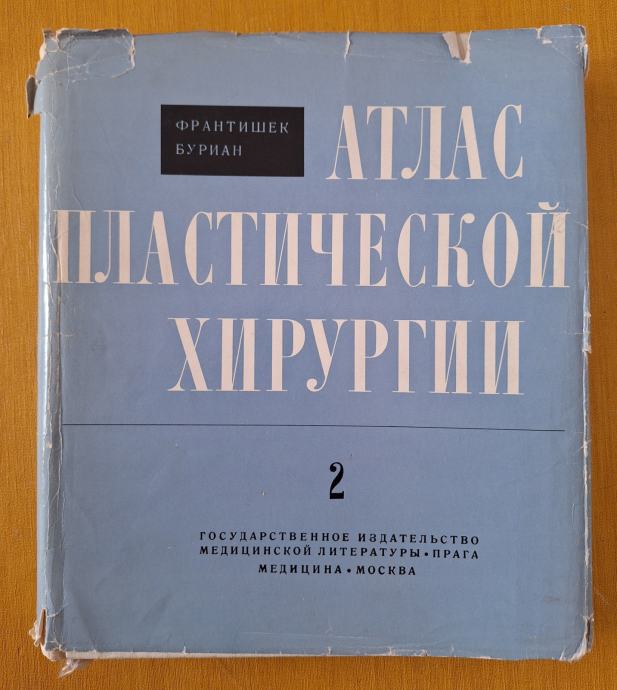 ФРАНТИШЕК
БУРИАН
АТЛАС
ПЛАСТИЧЕСКОЙ
ХИРУРГИИ
2
ГОСУДАРСТВЕННОЕ ИЗДАТЕЛЬСТВО
МЕДИЦИНСКОЙ ЛИТЕРАТУРЫ • ПРАГА
МЕДИЦИНА • МОСКВА